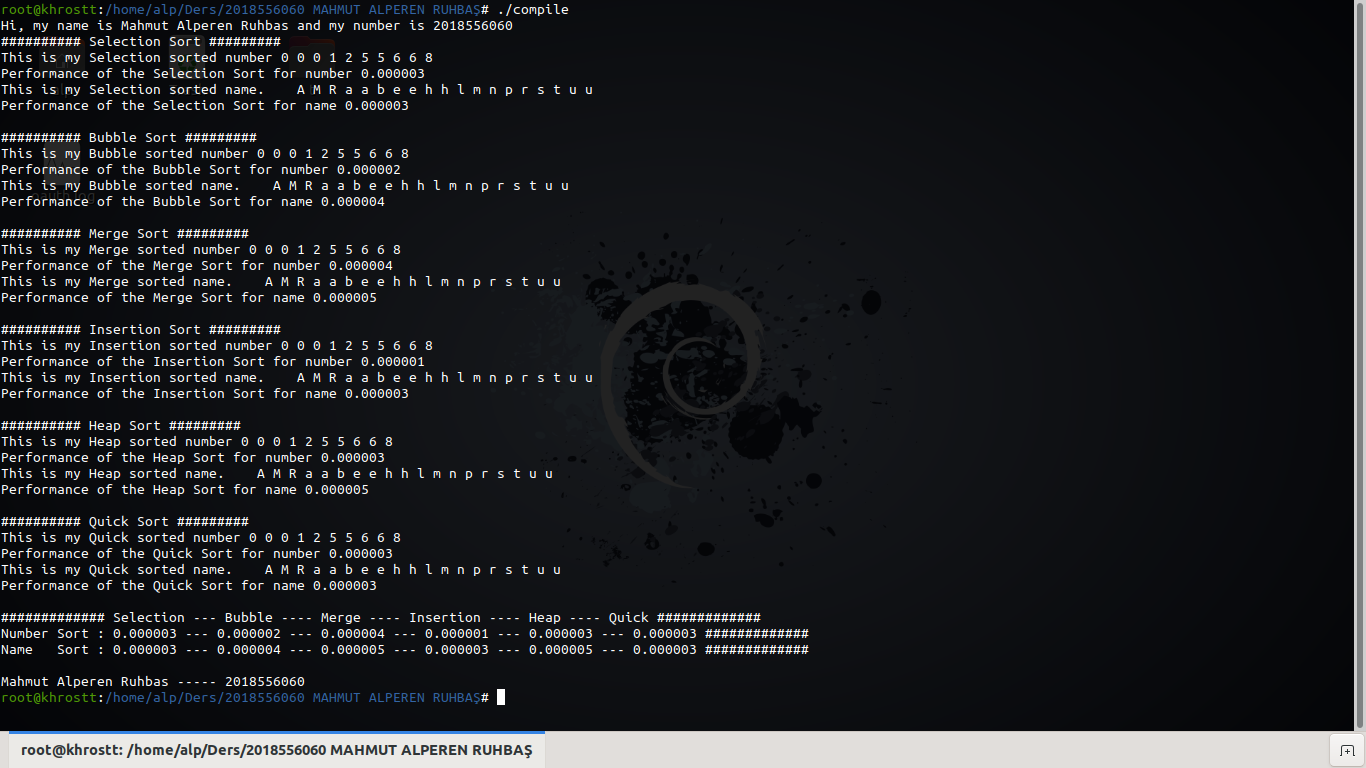 root@khrostt:/home/alp/Ders/2018556060 MAHMUT ALPEREN RUHBAŞ# ./compile
Hi, my name is Mahmut Alperen Ruhbas and my number is 2018556060
########## Selection Sort #########
This is my Selection sorted number 0 0 0 1 2 5 5 6 6 8
Performance of the Selection Sort for number 0.000003
This is my Selection sorted name.    A M R a a b e e h h l m n p r s t u u
Performance of the Selection Sort for name 0.000003
########## Bubble Sort #########
This is my Bubble sorted number 0 0 0 1 2 5 5 6 6 8
Performance of the Bubble Sort for number 0.000002
This is my Bubble sorted name.    A M R a a b e e h h l m n p r s t u u
Performance of the Bubble Sort for name 0.000004
########## Merge Sort #########
This is my Merge sorted number 0 0 0 1 2 5 5 6 6 8
Performance of the Merge Sort for number 0.000004
This is my Merge sorted name.    A M R a a b e e h h l m n p r s t u u
Performance of the Merge Sort for name 0.000005
########## Insertion Sort #########
This is my Insertion sorted number 0 0 0 1 2 5 5 6 6 8
Performance of the Insertion Sort for number 0.000001
This is my Insertion sorted name.    A M R a a b e e h h l m n p r s t u u
Performance of the Insertion Sort for name 0.000003
########## Heap Sort #########
This is my Heap sorted number 0 0 0 1 2 5 5 6 6 8
Performance of the Heap Sort for number 0.000003
This is my Heap sorted name.    A M R a a b e e h h l m n p r s t u u
Performance of the Heap Sort for name 0.000005
########## Quick Sort #########
This is my Quick sorted number 0 0 0 1 2 5 5 6 6 8
Performance of the Quick Sort for number 0.000003
This is my Quick sorted name.    A M R a a b e e h h l m n p r s t u u
Performance of the Quick Sort for name 0.000003
############# Selection --- Bubble ---- Merge ---- Insertion ---- Heap ---- Quick #############
Number Sort : 0.000003 --- 0.000002 --- 0.000004 --- 0.000001 --- 0.000003 --- 0.000003 #############
Name   Sort : 0.000003 --- 0.000004 --- 0.000005 --- 0.000003 --- 0.000005 --- 0.000003 #############
Mahmut Alperen Ruhbas ----- 2018556060
root@khrostt:/home/alp/Ders/2018556060 MAHMUT ALPEREN RUHBAŞ#
root@khrostt: /home/alp/Ders/2018556060 MAHMUT ALPEREN RUHBAŞ